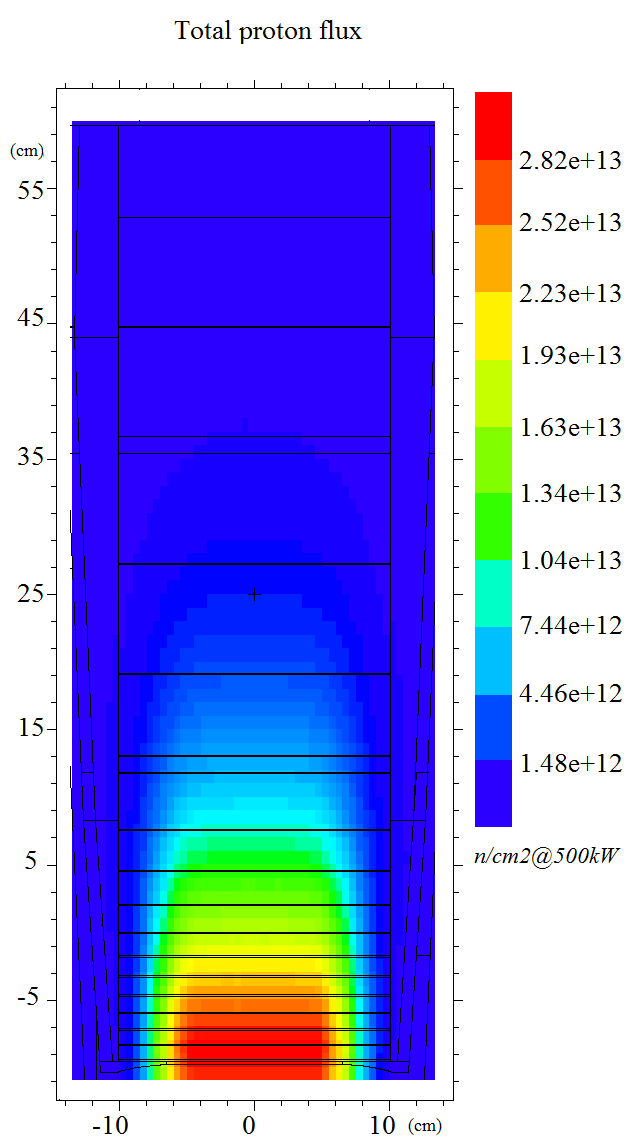 Total proton flux
(cm)
55
45
35
25
15
5
-5
-10 0 10 (cm)
2.82e+13
2.52e+13
2.23e+13
1.93e+13
1.63e+13
1.34e+13
1.04e+13
7.44e+12
4.46e+12
1.48e+12
n/cm2@500kW